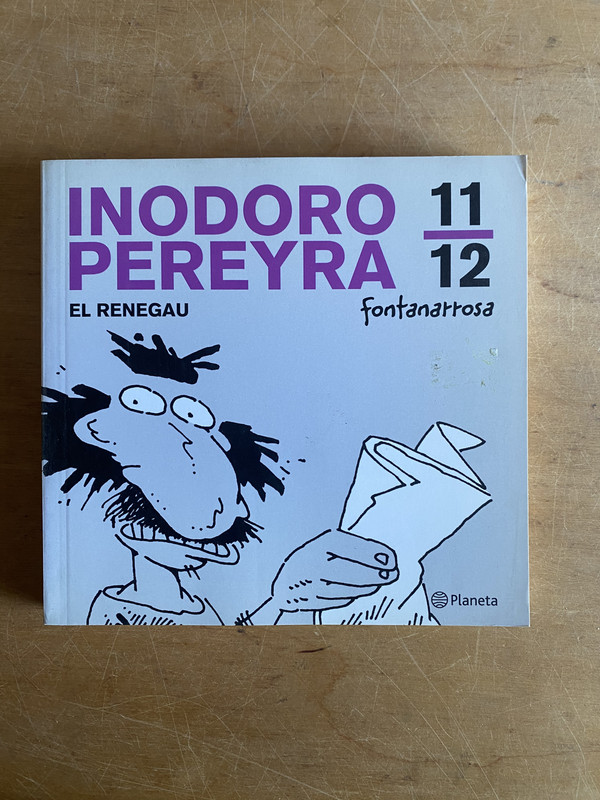 INODORO
PEREYRA
11
12
EL RENEGAU
fontanarrosa
Planeta